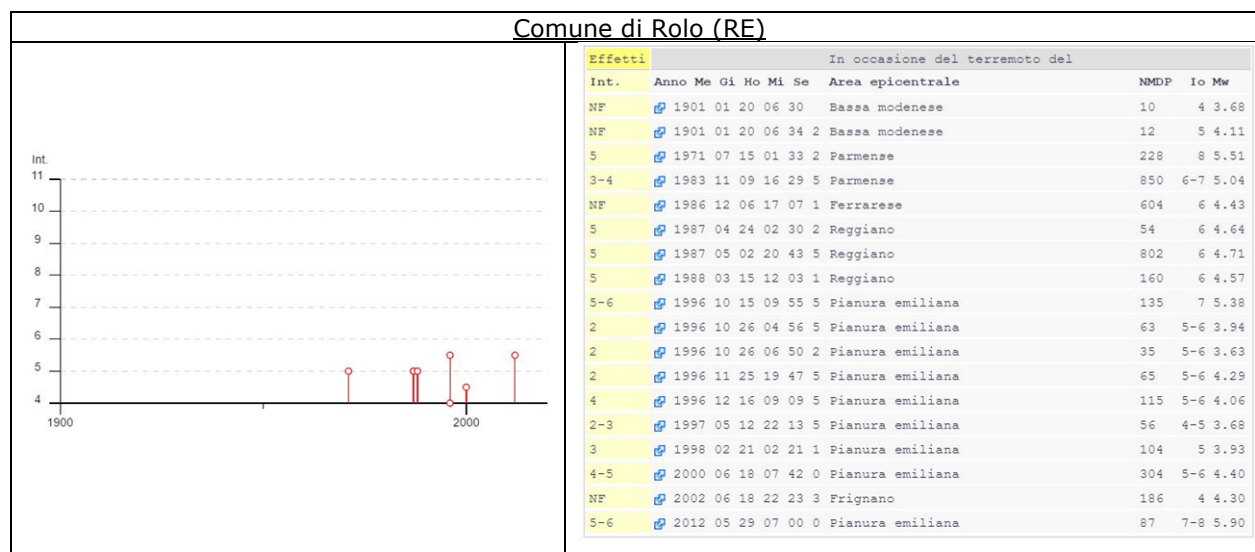 Comune di Rolo (RE)
Int.
11
10
9
8
7
6
5
4
1900 2000
Effetti In occasione del terremoto del
Int. Anno Me Gi Ho Mi Se Area epicentrale NMDP Io Mw
NF 1901 01 20 06 30 Bassa modenese 10 4 3.68
NF 1901 01 20 06 34 2 Bassa modenese 12 5 4.11
5 1971 07 15 01 33 2 Parmense 228 8 5.51
3-4 1983 11 09 16 29 5 Parmense 850 6-7 5.04
NF 1986 12 06 17 07 1 Ferrarese 604 6 4.43
5 1987 04 24 02 30 2 Reggiano 54 6 4.64
5 1987 05 02 20 43 5 Reggiano 802 6 4.71
5 1988 03 15 12 03 1 Reggiano 160 6 4.57
5-6 1996 10 15 09 55 5 Pianura emiliana 135 7 5.38
2 1996 10 26 04 56 5 Pianura emiliana 63 5-6 3.94
2 1996 10 26 06 50 2 Pianura emiliana 35 5-6 3.63
2 1996 11 25 19 47 5 Pianura emiliana 65 5-6 4.29
4 1996 12 16 09 09 5 Pianura emiliana 115 5-6 4.06
2-3 1997 05 12 22 13 5 Pianura emiliana 56 4-5 3.68
3 1998 02 21 02 21 1 Pianura emiliana 104 5 3.93
4-5 2000 06 18 07 42 0 Pianura emiliana 304 5-6 4.40
NF 2002 06 18 22 23 3 Frignano 186 4 4.30
5-6 2012 05 29 07 00 0 Pianura emiliana 87 7-8 5.90